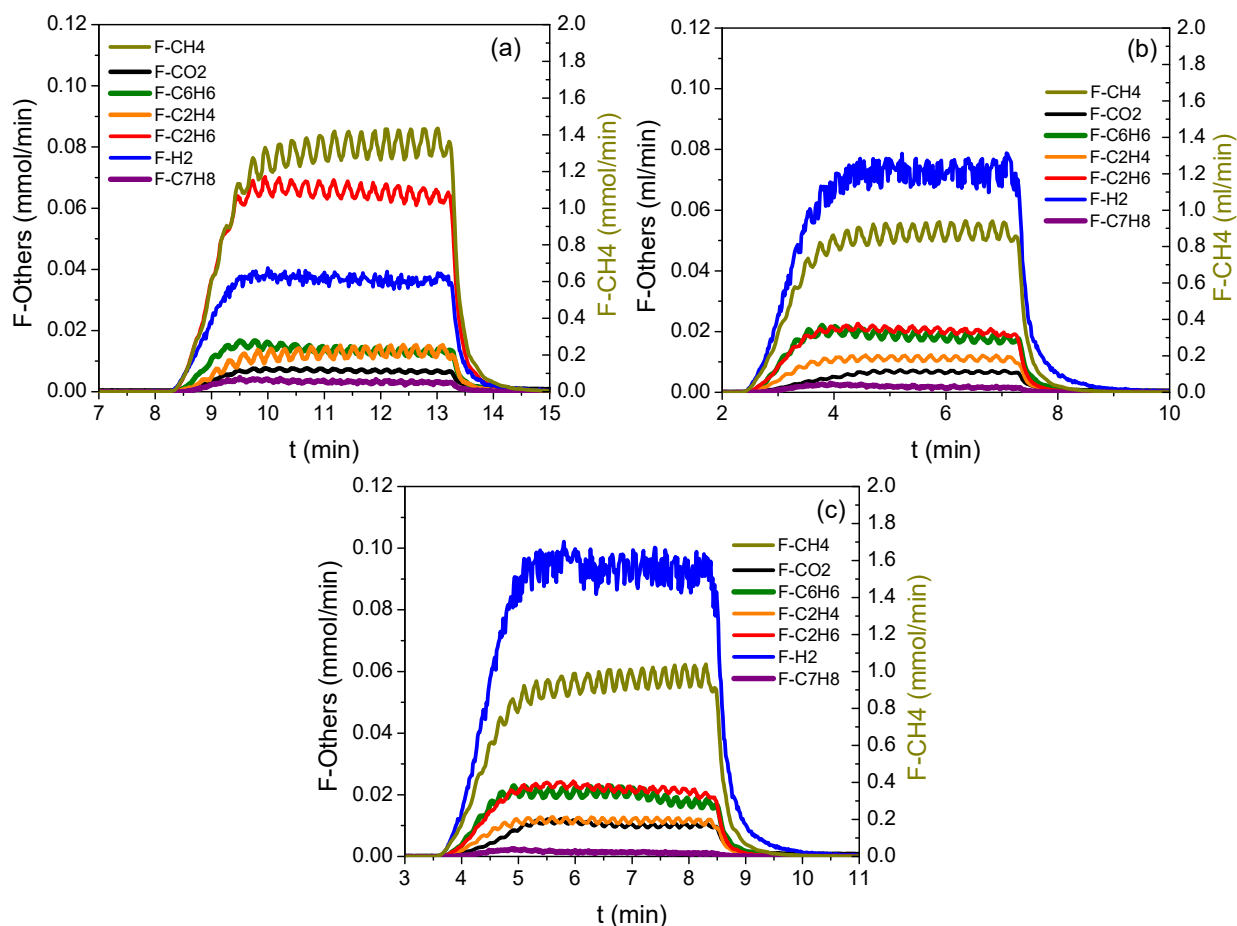 (a)
F-Others (mmol/min)
0.12
0.10
0.08
0.06
0.04
0.02
0.00
F-CH4
F-CO2
F-C6H6
F-C2H4
F-C2H6
F-H2
F-C7H8
2.0
1.8
1.6
1.4
1.2
1.0
0.8
0.6
0.4
0.2
0.0
F-CH4 (mmol/min)
7 8 9 10 11 12 13 14 15
t (min)
(b)
F-Others (ml/min)
0.12
0.10
0.08
0.06
0.04
0.02
0.00
F-CH4
F-CO2
F-C6H6
F-C2H4
F-C2H6
F-H2
F-C7H8
2.0
1.8
1.6
1.4
1.2
1.0
0.8
0.6
0.4
0.2
0.0
F-CH4 (ml/min)
2 3 4 5 6 7 8 9 10
t (min)
(c)
F-Others (mmol/min)
0.12
0.10
0.08
0.06
0.04
0.02
0.00
F-CH4
F-CO2
F-C6H6
F-C2H4
F-C2H6
F-H2
F-C7H8
2.0
1.8
1.6
1.4
1.2
1.0
0.8
0.6
0.4
0.2
0.0
F-CH4 (mmol/min)
3 4 5 6 7 8 9 10 11
t (min)